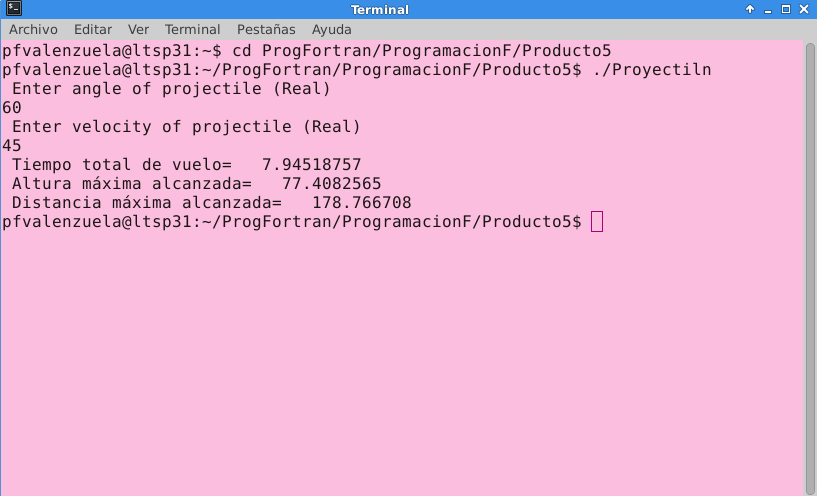 Terminal
Archivo Editar Ver Terminal Pestañas Ayuda
pfvalenzuela@ltsp31:~$ cd ProgFortran/ProgramacionF/Producto5
pfvalenzuela@ltsp31:~/ProgFortran/ProgramacionF/Producto5$ ./Proyectiln
Enter angle of projectile (Real)
60
Enter velocity of projectile (Real)
45
Tiempo total de vuelo=   7.94518757
Altura máxima alcanzada=   77.4082565
Distancia máxima alcanzada=   178.766708
pfvalenzuela@ltsp31:~/ProgFortran/ProgramacionF/Producto5$